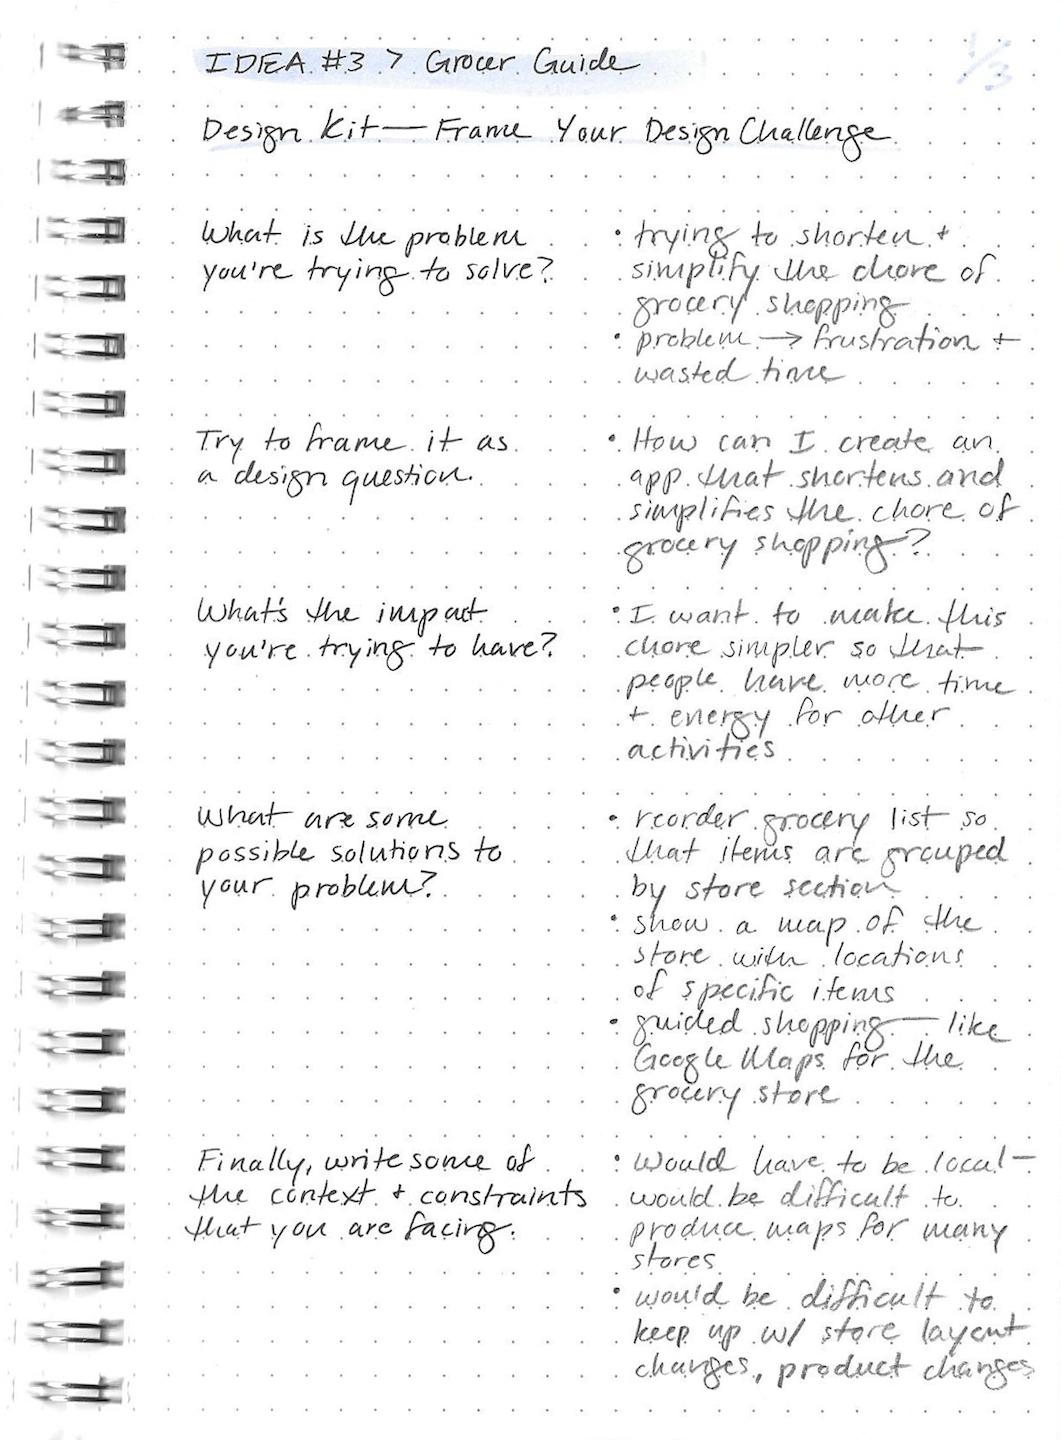 IDEA #3 > Grocer Guide
1/3
Design Kit — Frame Your Design Challenge
What is the problem
you're trying to solve?
• trying to shorten +
simplify the chore of
grocery shopping
• problem → frustration +
wasted time
Try to frame it as
a design question.
• How can I create an
app that shortens and
simplifies the chore of
grocery shopping?
What's the impact
you're trying to have?
• I want to make this
chore simpler so that
people have more time
+ energy for other
activities
What are some
possible solutions to
your problem?
• reorder grocery list so
that items are grouped
by store section
• show a map of the
store with locations
of specific items
• guided shopping — like
Google Maps for the
grocery store
Finally, write some of
the context + constraints
that you are facing.
• would have to be local —
would be difficult to
produce maps for many
stores
• would be difficult to
keep up w/ store layout
changes, product changes